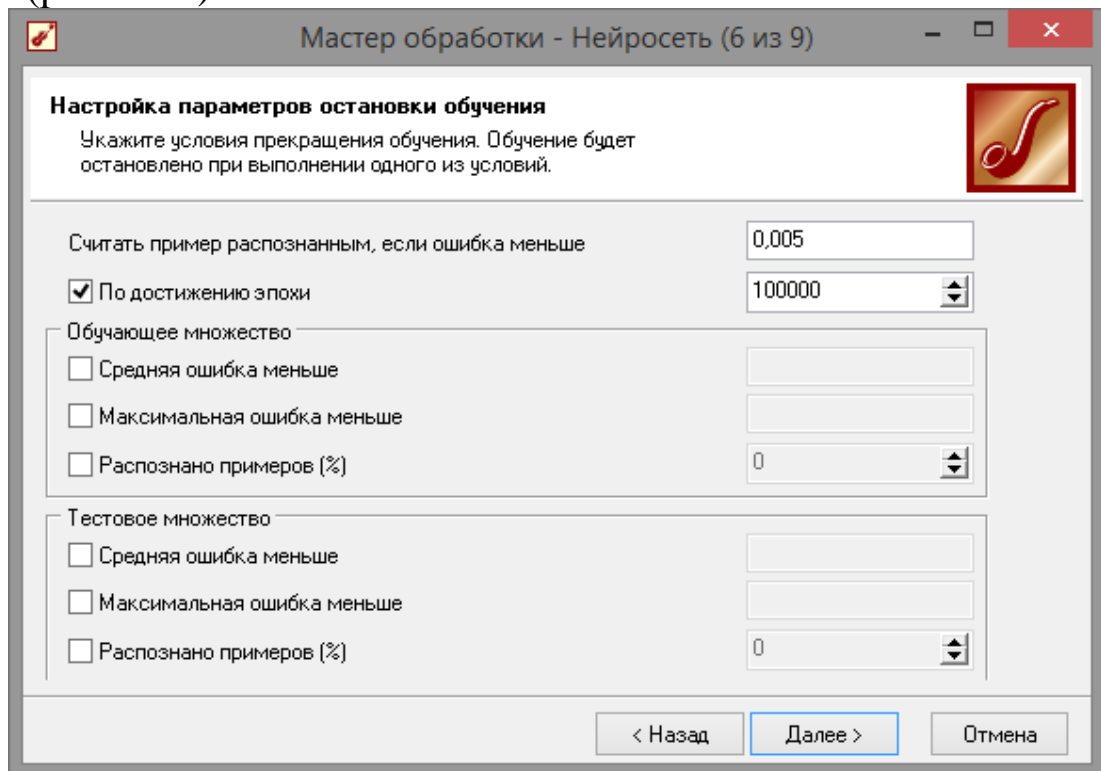 Мастер обработки - Нейросеть (6 из 9)
Настройка параметров остановки обучения
Укажите условия прекращения обучения. Обучение будет
остановлено при выполнении одного из условий.
Считать пример распознанным, если ошибка меньше 0,005
По достижению эпохи 100000
Обучающее множество
Средняя ошибка меньше
Максимальная ошибка меньше
Распознано примеров (%) 0
Тестовое множество
Средняя ошибка меньше
Максимальная ошибка меньше
Распознано примеров (%) 0
< Назад Далее > Отмена